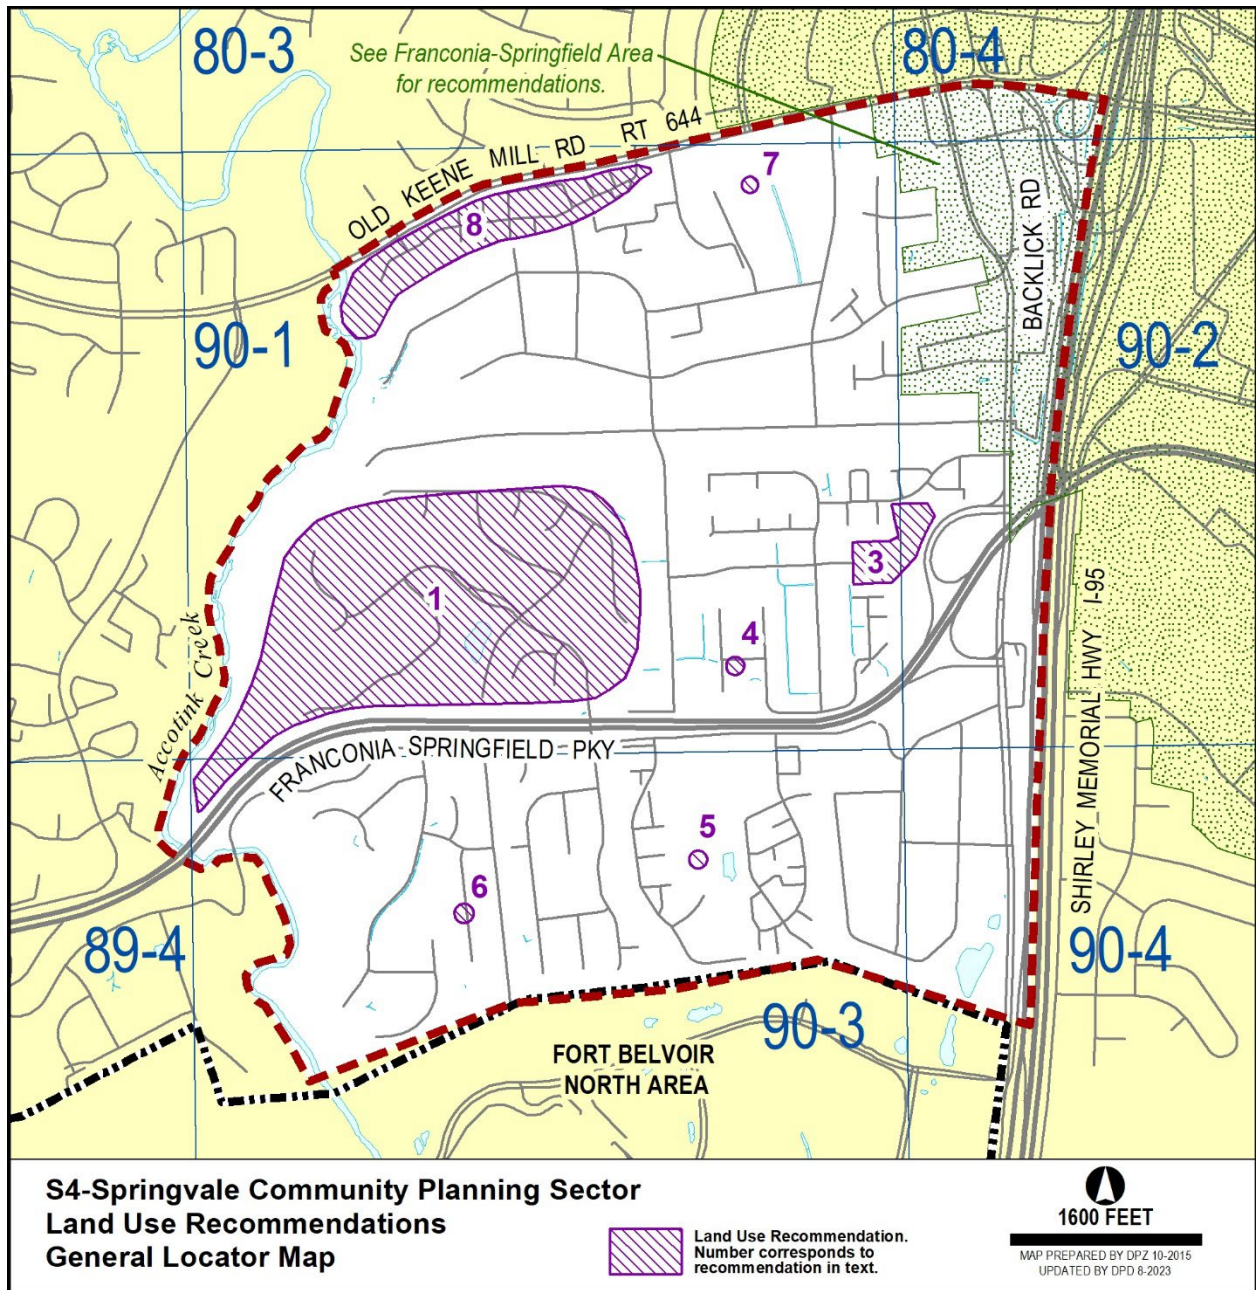 80-3
80-4
See Franconia-Springfield Area
for recommendations.
OLD KEENE MILL RD RT 644
7
8
BACKLICK RD
90-1
90-2
3
1
4
Accotink Creek
FRANCONIA-SPRINGFIELD PKY
SHIRLEY MEMORIAL HWY I-95
5
6
89-4
90-4
90-3
FORT BELVOIR
NORTH AREA
S4-Springvale Community Planning Sector
Land Use Recommendations
General Locator Map
Land Use Recommendation.
Number corresponds to
recommendation in text.
1600 FEET
MAP PREPARED BY DPZ 10-2015
UPDATED BY DPD 8-2023